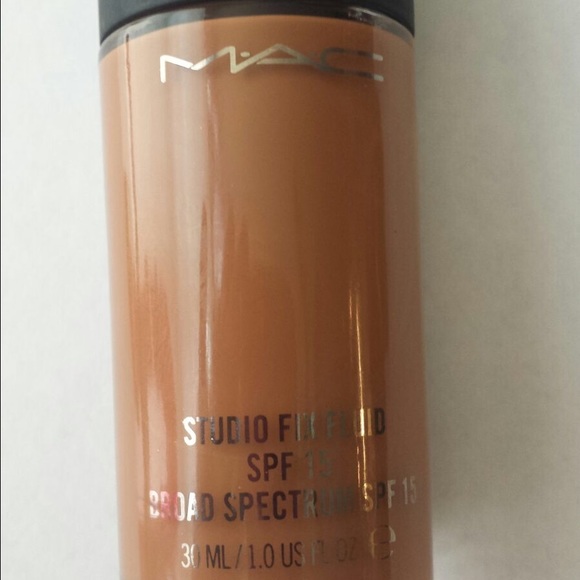 MAC
STUDIO FIX FLUID
SPF 15
BROAD SPECTRUM SPF 15
30 ML / 1.0 US FL OZ ℮